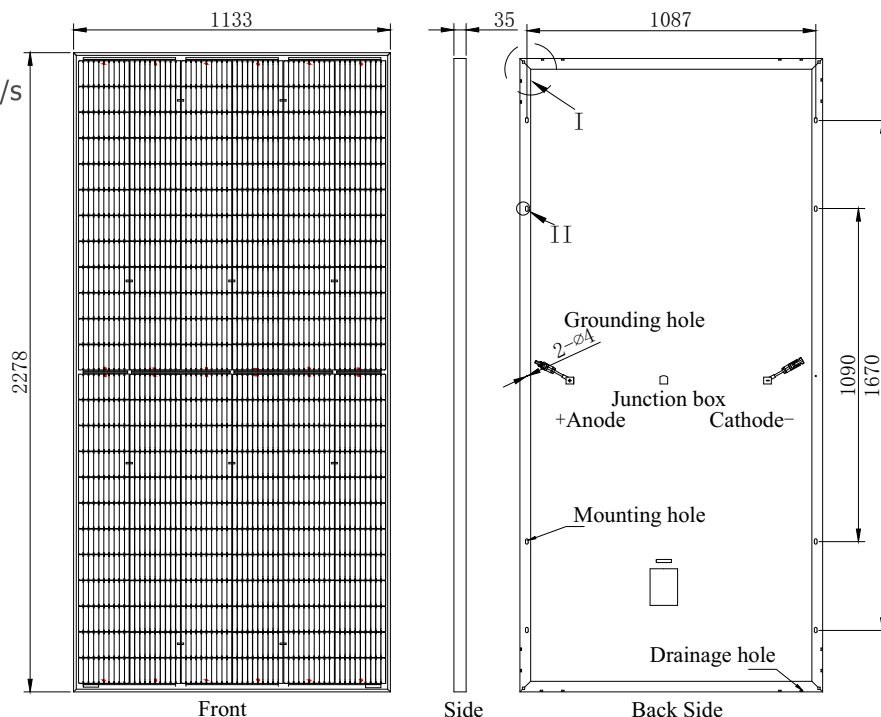 1133
35
1087
/s
I
II
2278
Grounding hole
2-ø4
1090
1670
Junction box
+Anode
Cathode-
Mounting hole
Drainage hole
Front
Side
Back Side